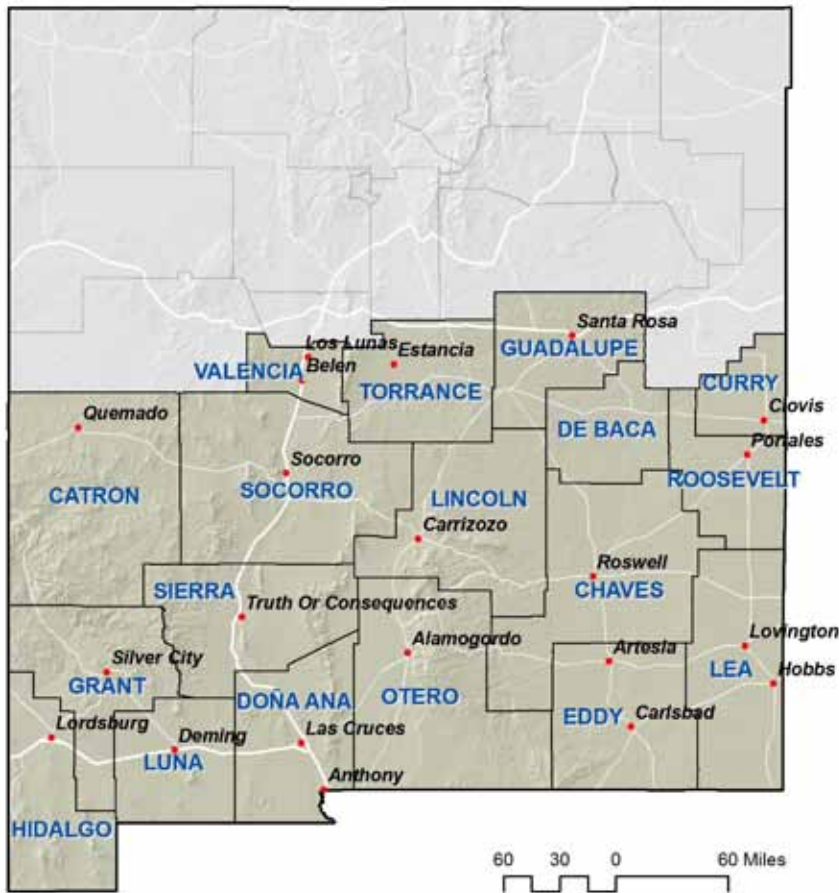 Santa Rosa
Los Lunas
GUADALUPE
Estancia
VALENCIA
Belen
TORRANCE
CURRY
Quemado
Clovis
DE BACA
Portales
Socorro
ROOSEVELT
CATRON
SOCORRO
LINCOLN
Carrizozo
Roswell
SIERRA
CHAVES
Truth Or Consequences
Lovington
Alamogordo
Artesia
Silver City
LEA
GRANT
Hobbs
DOÑA ANA
OTERO
EDDY
Carlsbad
Lordsburg
Deming
Las Cruces
LUNA
Anthony
HIDALGO
60 30 0 60 Miles